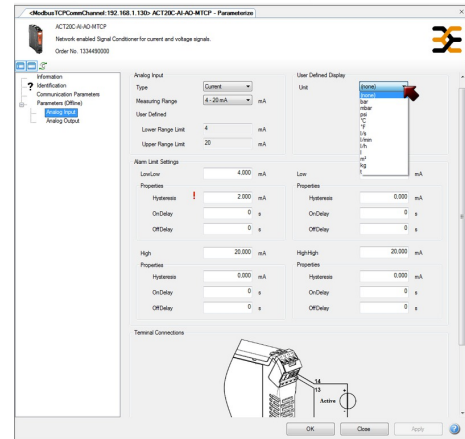 <ModbusTCPCommChannel:192.168.1.130> ACT20C-AI-AO-MTCP - Parameterize
ACT20C-AI-AO-MTCP
Network enabled Signal Conditioner for current and voltage signals.
Order No. 1334490000
Information
Identification
Communication Parameters
Parameters (Offline)
Analog Input
Analog Output
Analog Input
Type Current
Measuring Range 4 - 20 mA mA
User Defined
Lower Range Limit 4 mA
Upper Range Limit 20 mA
User Defined Display
Unit (none)
(none)
bar
mbar
psi
°C
°F
l/s
l/min
l/h
l
m³
kg
t
Alarm Limit Settings
LowLow 4,000 mA
Properties
Hysteresis ! 2.000 mA
OnDelay 0 s
OffDelay 0 s
Low mA
Properties
Hysteresis 0,000 mA
OnDelay 0 s
OffDelay 0 s
High 20,000 mA
Properties
Hysteresis 0,000 mA
OnDelay 0 s
OffDelay 0 s
HighHigh 20,000 mA
Properties
Hysteresis 0,000 mA
OnDelay 0 s
OffDelay 0 s
Terminal Connections
14
13
Active
+
-
OK Close Apply